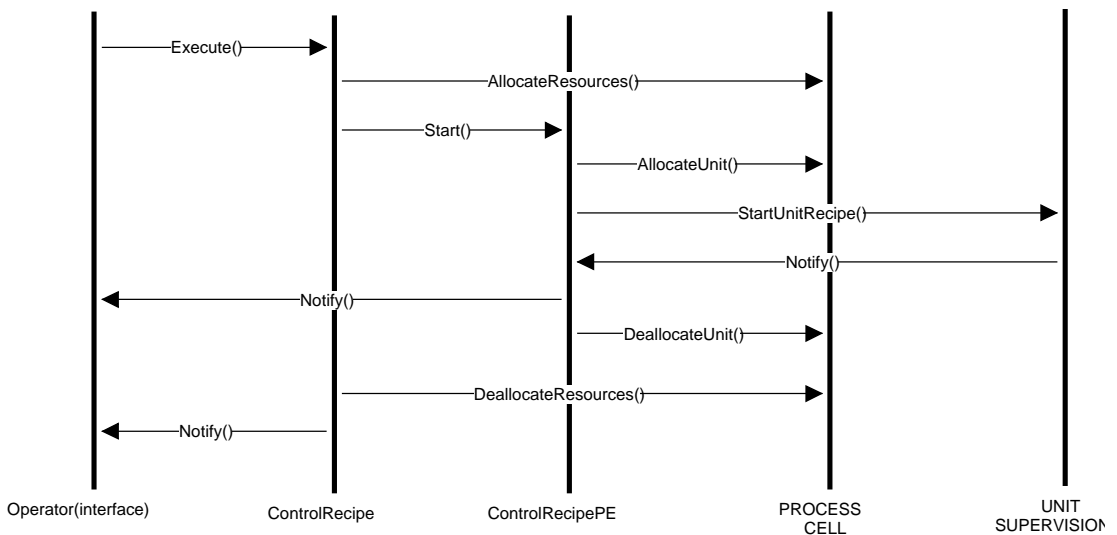 Execute()
AllocateResources()
Start()
AllocateUnit()
StartUnitRecipe()
Notify()
Notify()
DeallocateUnit()
DeallocateResources()
Notify()
Operator(interface)
ControlRecipe
ControlRecipePE
PROCESS
CELL
UNIT
SUPERVISION